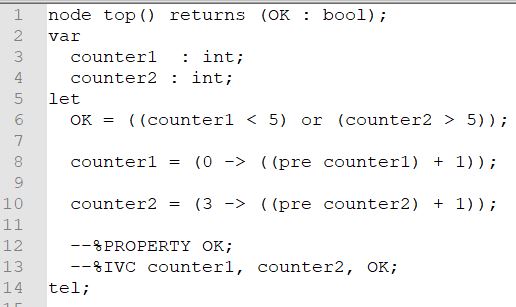 1 node top() returns (OK : bool);
2 var
3 counter1 : int;
4 counter2 : int;
5 let
6 OK = ((counter1 < 5) or (counter2 > 5));
7
8 counter1 = (0 -> ((pre counter1) + 1));
9
10 counter2 = (3 -> ((pre counter2) + 1));
11
12 --%PROPERTY OK;
13 --%IVC counter1, counter2, OK;
14 tel;